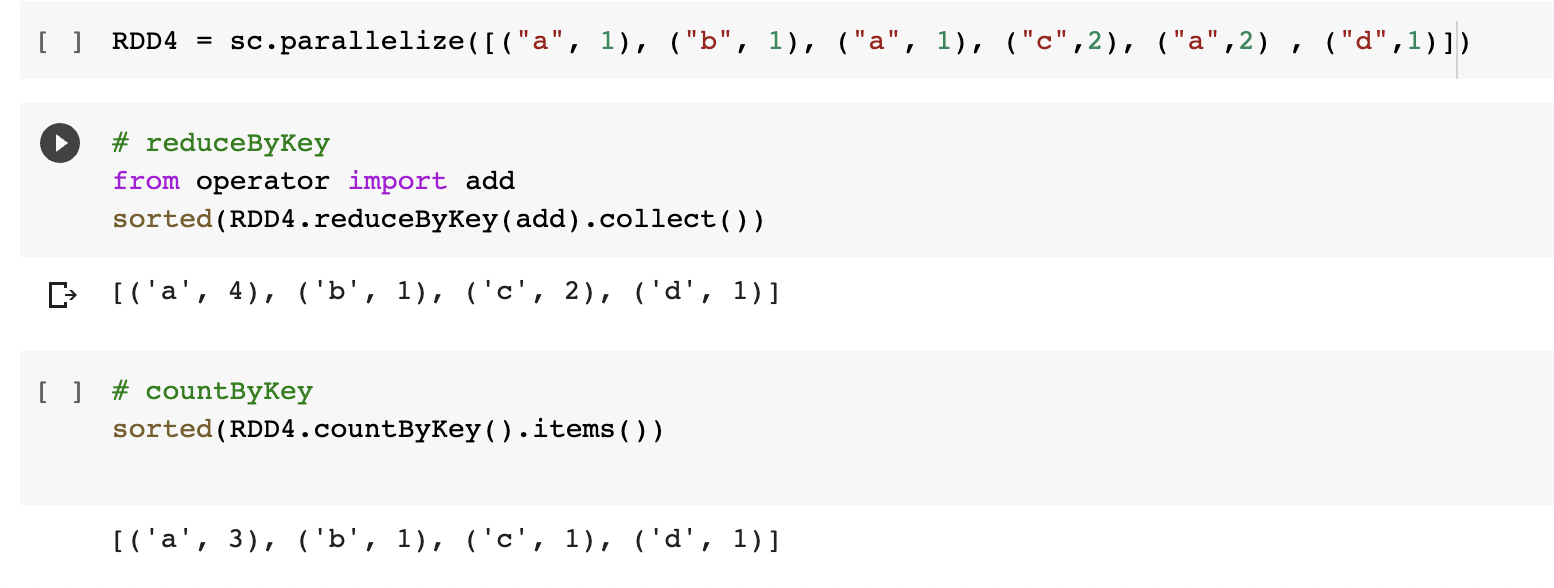 [ ] RDD4 = sc.parallelize([("a", 1), ("b", 1), ("a", 1), ("c",2), ("a",2) , ("d",1)])
# reduceByKey
from operator import add
sorted(RDD4.reduceByKey(add).collect())
[('a', 4), ('b', 1), ('c', 2), ('d', 1)]
[ ] # countByKey
sorted(RDD4.countByKey().items())
[('a', 3), ('b', 1), ('c', 1), ('d', 1)]